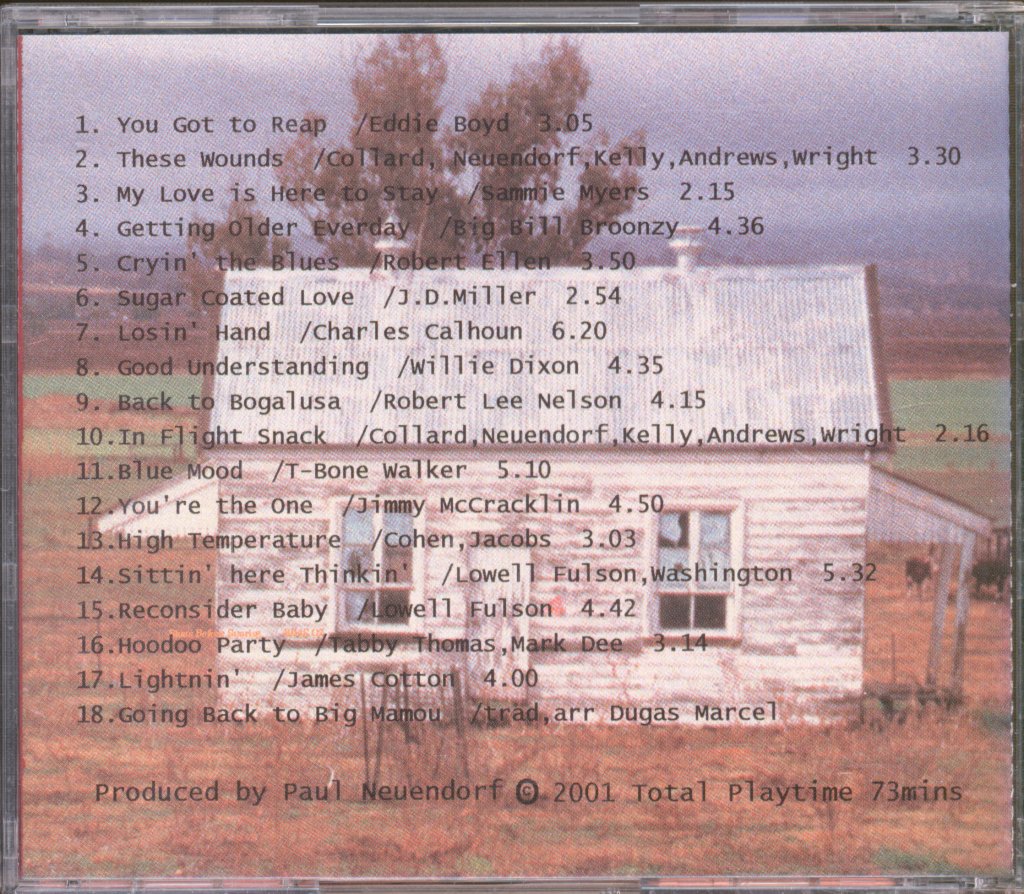 1. You Got to Reap /Eddie Boyd 3.05
2. These Wounds /Collard, Neuendorf,Kelly,Andrews,Wright 3.30
3. My Love is Here to Stay /Sammie Myers 2.15
4. Getting Older Everday /Big Bill Broonzy 4.36
5. Cryin' the Blues /Robert Ellen 3.50
6. Sugar Coated Love /J.D.Miller 2.54
7. Losin' Hand /Charles Calhoun 6.20
8. Good Understanding /Willie Dixon 4.35
9. Back to Bogalusa /Robert Lee Nelson 4.15
10.In Flight Snack /Collard,Neuendorf,Kelly,Andrews,Wright 2.16
11.Blue Mood /T-Bone Walker 5.10
12.You're the One /Jimmy McCracklin 4.50
13.High Temperature /Cohen,Jacobs 3.03
14.Sittin' here Thinkin' /Lowell Fulson,Washington 5.32
15.Reconsider Baby /Lowell Fulson 4.42
16.Hoodoo Party /Tabby Thomas,Mark Dee 3.14
17.Lightnin' /James Cotton 4.00
18.Going Back to Big Mamou /trad,arr Dugas Marcel
Produced by Paul Neuendorf © 2001 Total Playtime 73mins